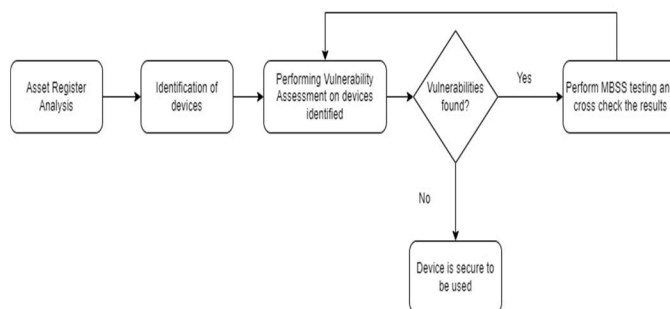 Asset Register
Analysis
Identification of
devices
Performing Vulnerability
Assessment on devices
identified
Vulnerabilities
found?
Yes
Perform MBSS testing an
cross check the results
No
Device is secure to
be used